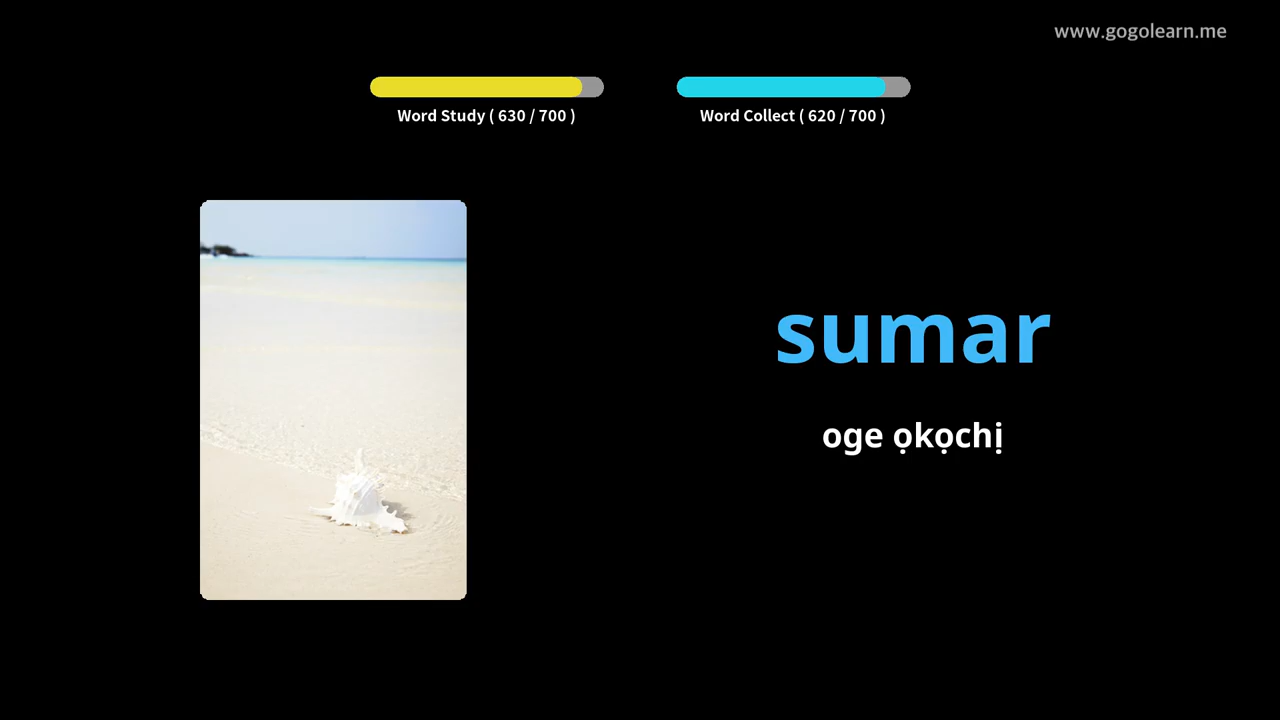 www.gogolearn.me
Word Study ( 630 / 700 )
Word Collect ( 620 / 700 )
sumar
oge ọkọchị